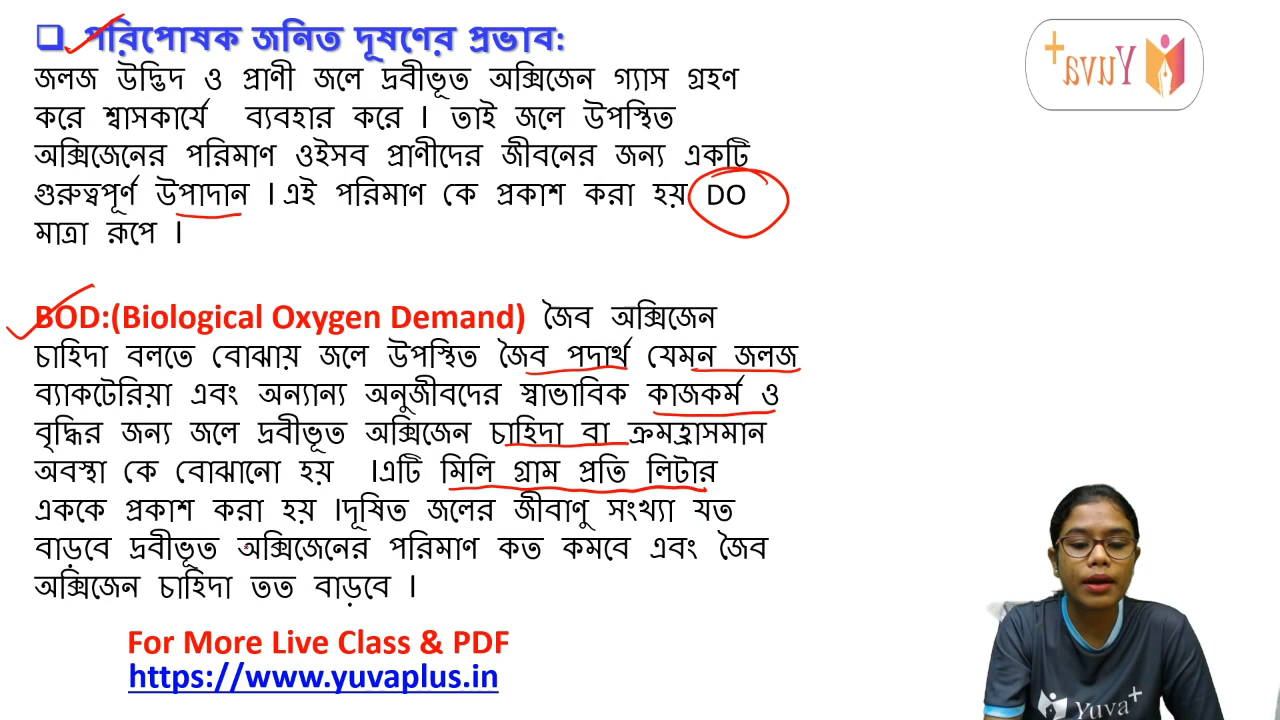 পরিপোষক জনিত দূষণের প্রভাব:
জলজ উদ্ভিদ ও প্রাণী জলে দ্রবীভূত অক্সিজেন গ্যাস গ্রহণ
করে শ্বাসকার্যে ব্যবহার করে । তাই জলে উপস্থিত
অক্সিজেনের পরিমাণ ওইসব প্রাণীদের জীবনের জন্য একটি
গুরুত্বপূর্ণ উপাদান । এই পরিমাণ কে প্রকাশ করা হয় DO
মাত্রা রূপে ।
BOD:(Biological Oxygen Demand) জৈব অক্সিজেন
চাহিদা বলতে বোঝায় জলে উপস্থিত জৈব পদার্থ যেমন জলজ
ব্যাকটেরিয়া এবং অন্যান্য অনুজীবদের স্বাভাবিক কাজকর্ম ও
বৃদ্ধির জন্য জলে দ্রবীভূত অক্সিজেন চাহিদা বা ক্রমহ্রাসমান
অবস্থা কে বোঝানো হয় ।এটি মিলি গ্রাম প্রতি লিটার
এককে প্রকাশ করা হয় ।দূষিত জলের জীবাণু সংখ্যা যত
বাড়বে দ্রবীভূত অক্সিজেনের পরিমাণ কত কমবে এবং জৈব
অক্সিজেন চাহিদা তত বাড়বে ।
For More Live Class & PDF
https://www.yuvaplus.in
Yuva+
Yuva+